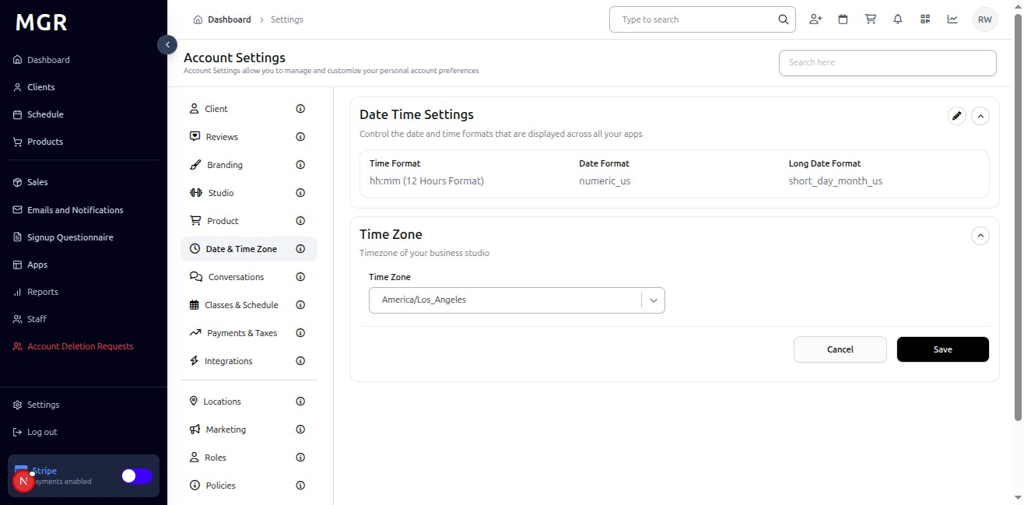 MGR
Dashboard
Clients
Schedule
Products
Sales
Emails and Notifications
Signup Questionnaire
Apps
Reports
Staff
Account Deletion Requests
Settings
Log out
Stripe
ayments enabled
N
Dashboard > Settings
Type to search
RW
Account Settings
Account Settings allow you to manage and customize your personal account preferences
Search here
Client
Reviews
Branding
Studio
Product
Date & Time Zone
Conversations
Classes & Schedule
Payments & Taxes
Integrations
Locations
Marketing
Roles
Policies
Date Time Settings
Control the date and time formats that are displayed across all your apps
Time Format
hh:mm (12 Hours Format)
Date Format
numeric_us
Long Date Format
short_day_month_us
Time Zone
Timezone of your business studio
Time Zone
America/Los_Angeles
Cancel
Save